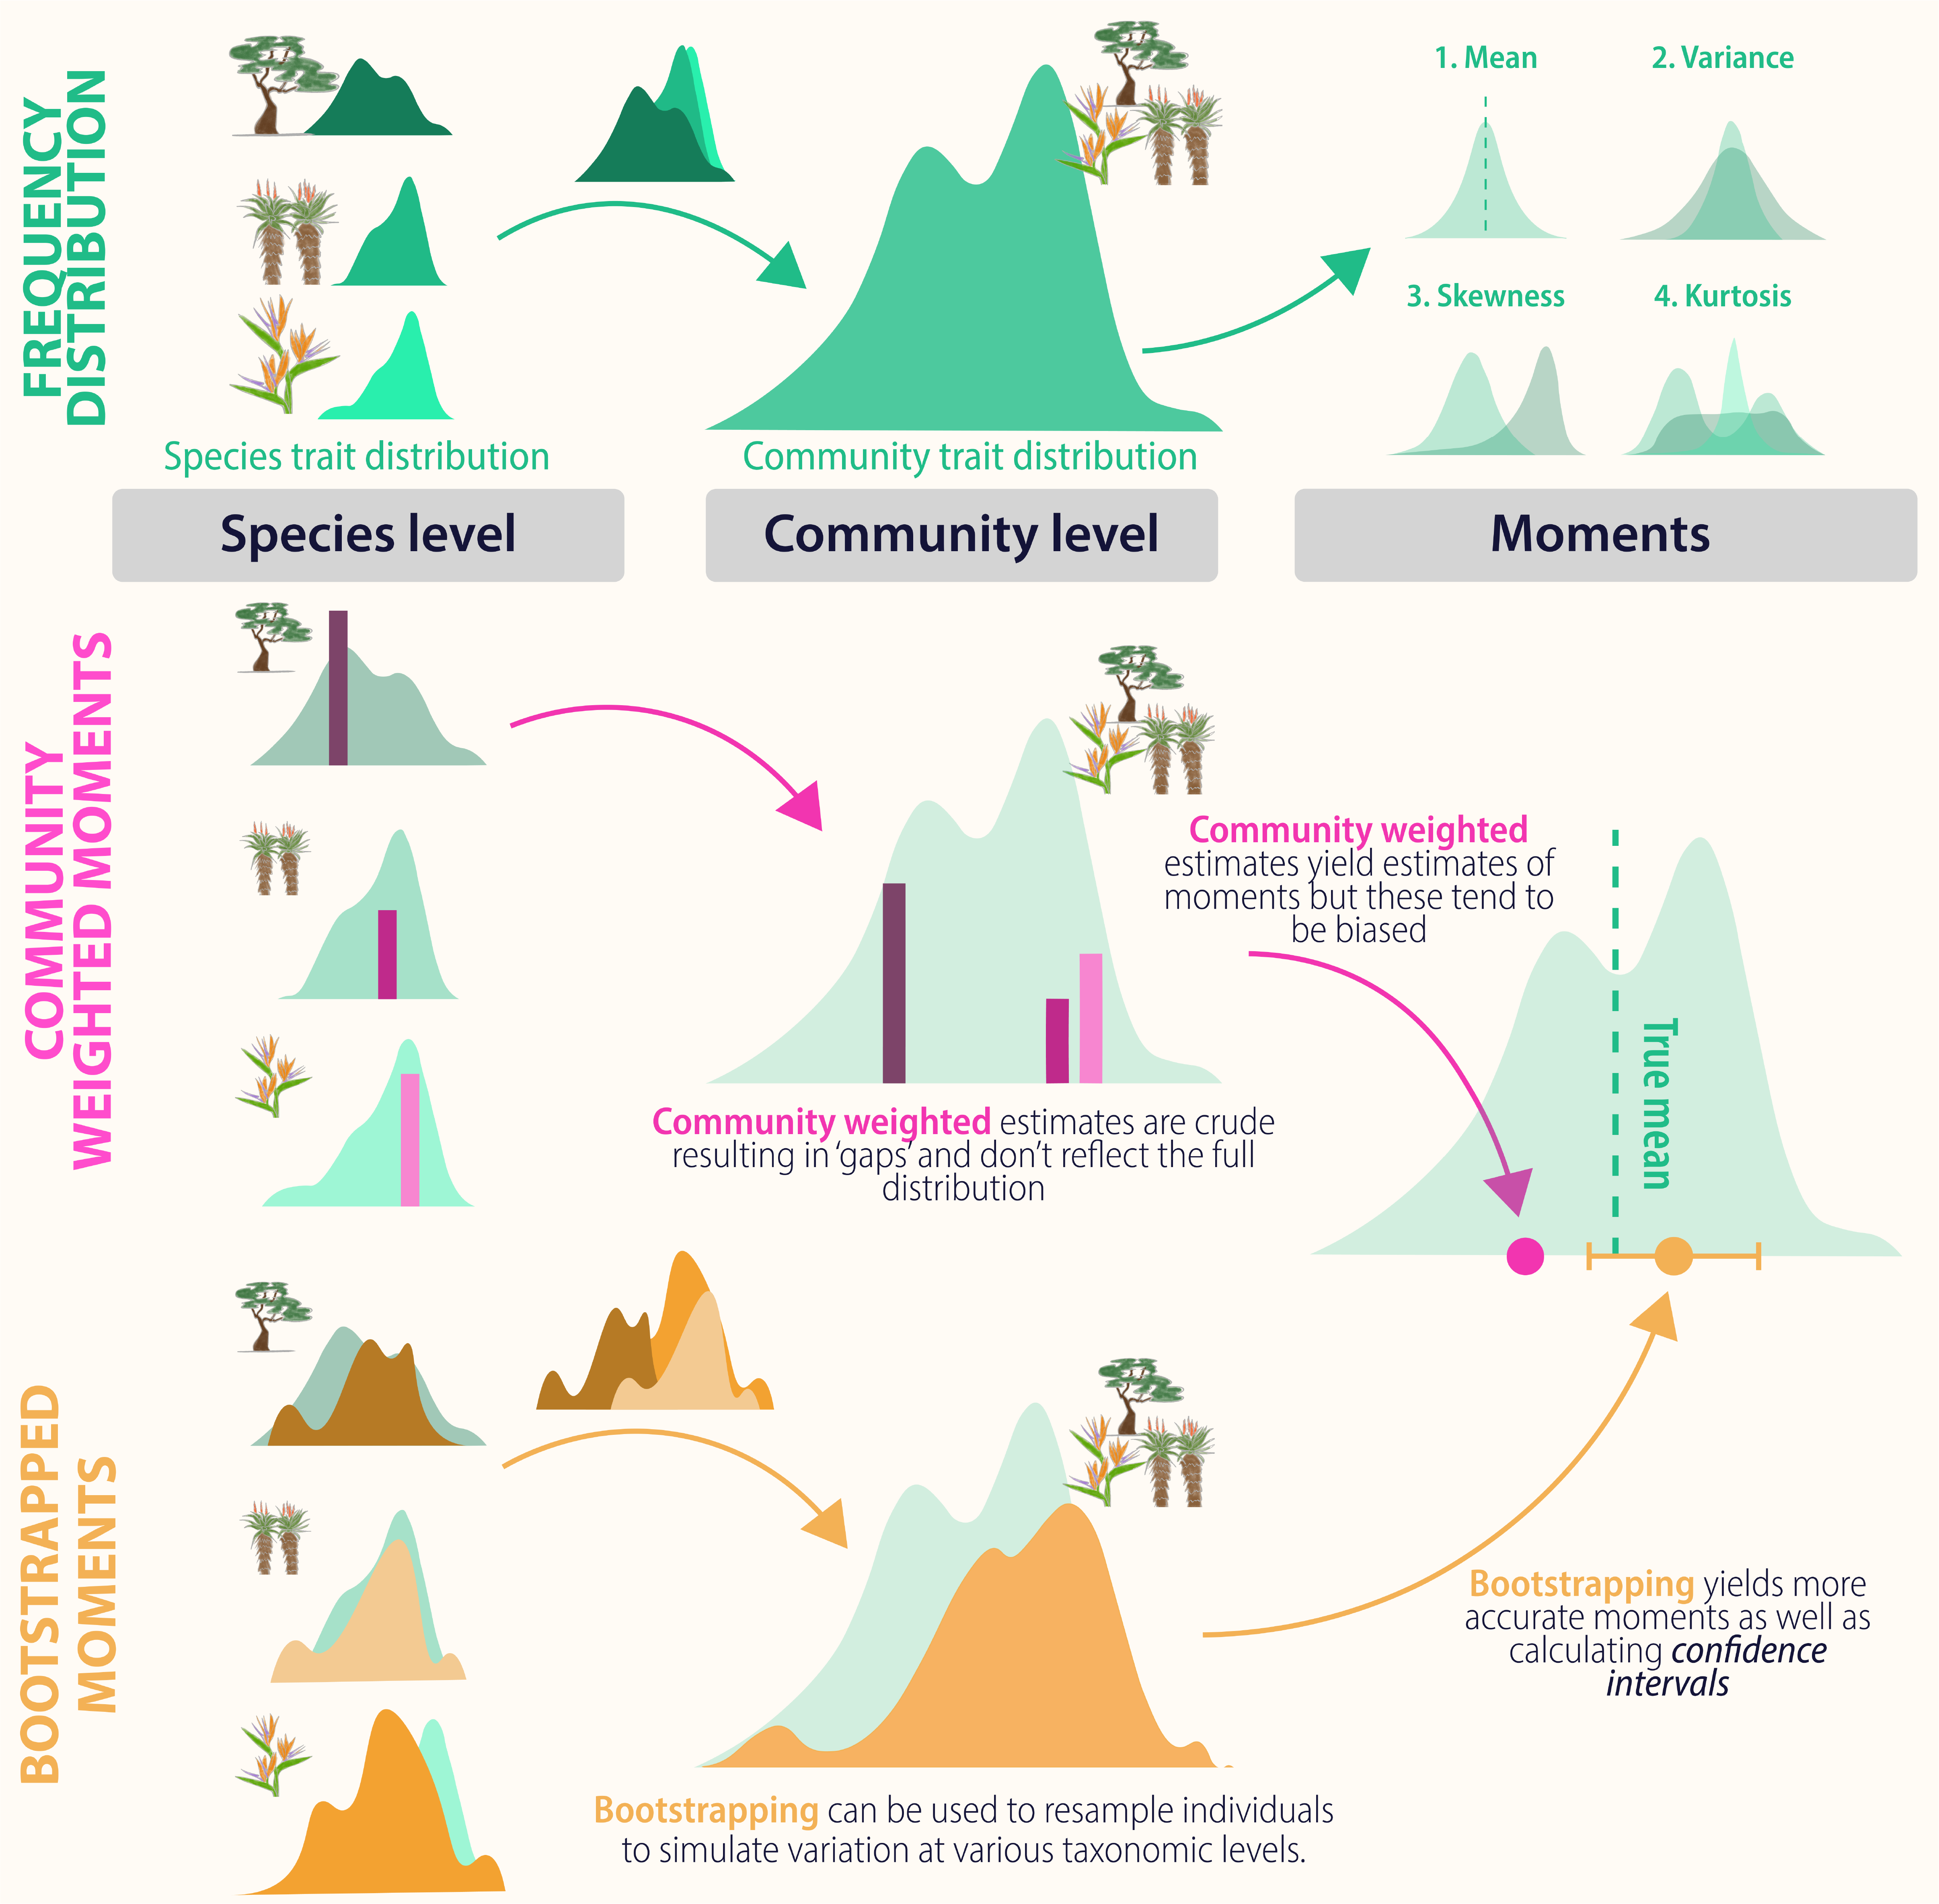 FREQUENCY
DISTRIBUTION
1. Mean
2. Variance
3. Skewness
4. Kurtosis
Species trait distribution
Community trait distribution
Species level
Community level
Moments
COMMUNITY
WEIGHTED MOMENTS
Community weighted
estimates yield estimates of
moments but these tend to
be biased
True mean
Community weighted estimates are crude
resulting in ‘gaps’ and don’t reflect the full
distribution
BOOTSTRAPPED
MOMENTS
Bootstrapping yields more
accurate moments as well as
calculating confidence
intervals
Bootstrapping can be used to resample individuals
to simulate variation at various taxonomic levels.